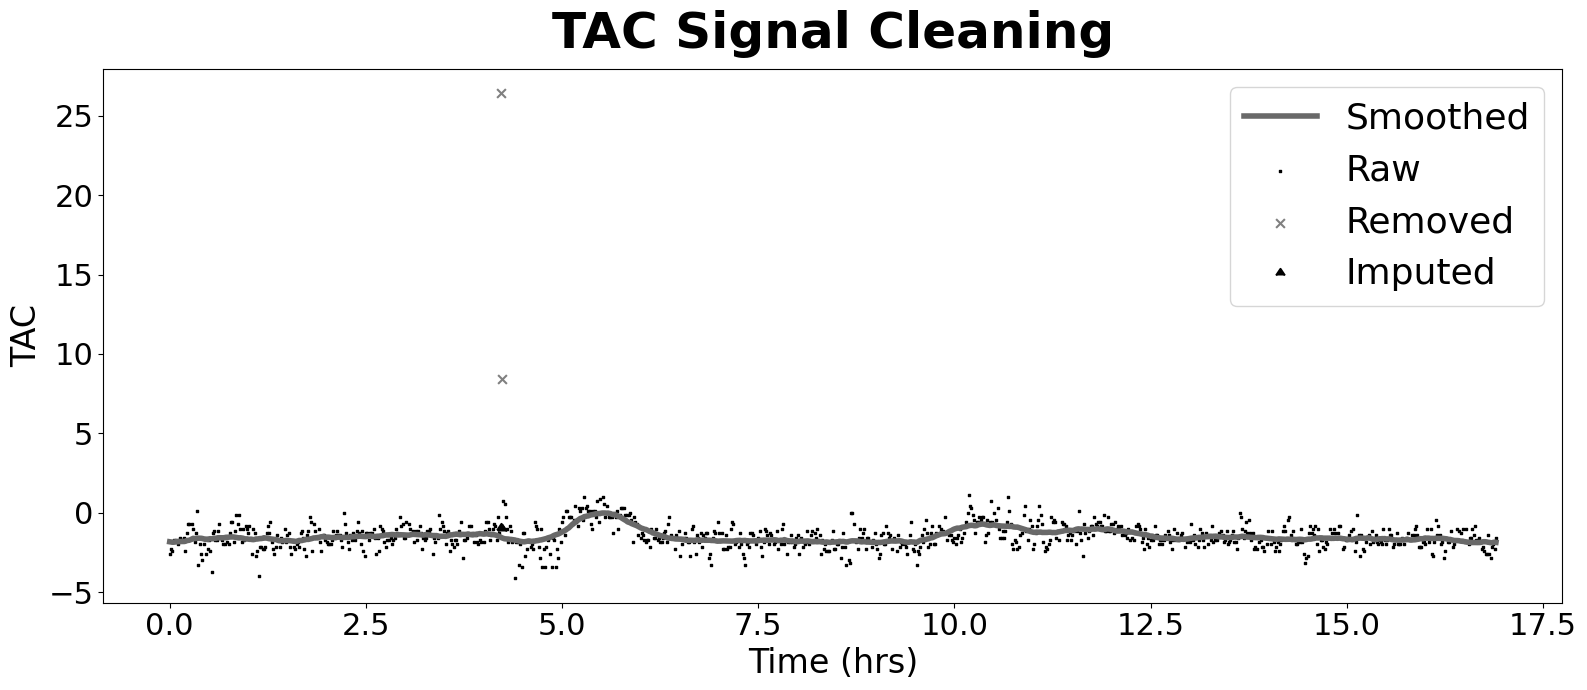 TAC Signal Cleaning
25
20
15
10
5
0
−5
TAC
Smoothed
Raw
Removed
Imputed
0.0 2.5 5.0 7.5 10.0 12.5 15.0 17.5
Time (hrs)